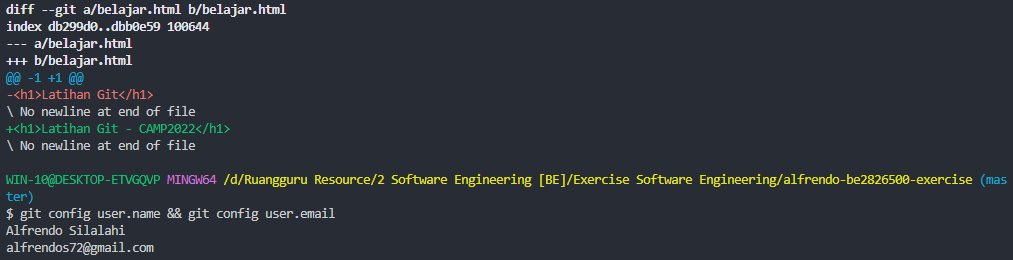 diff --git a/belajar.html b/belajar.html
index db299d0..dbb0e59 100644
--- a/belajar.html
+++ b/belajar.html
@@ -1 +1 @@
-<h1>Latihan Git</h1>
\ No newline at end of file
+<h1>Latihan Git - CAMP2022</h1>
\ No newline at end of file
WIN-10@DESKTOP-ETVGQVP MINGW64 /d/Ruangguru Resource/2 Software Engineering [BE]/Exercise Software Engineering/alfrendo-be2826500-exercise (mas
ter)
$ git config user.name && git config user.email
Alfrendo Silalahi
alfrendos72@gmail.com